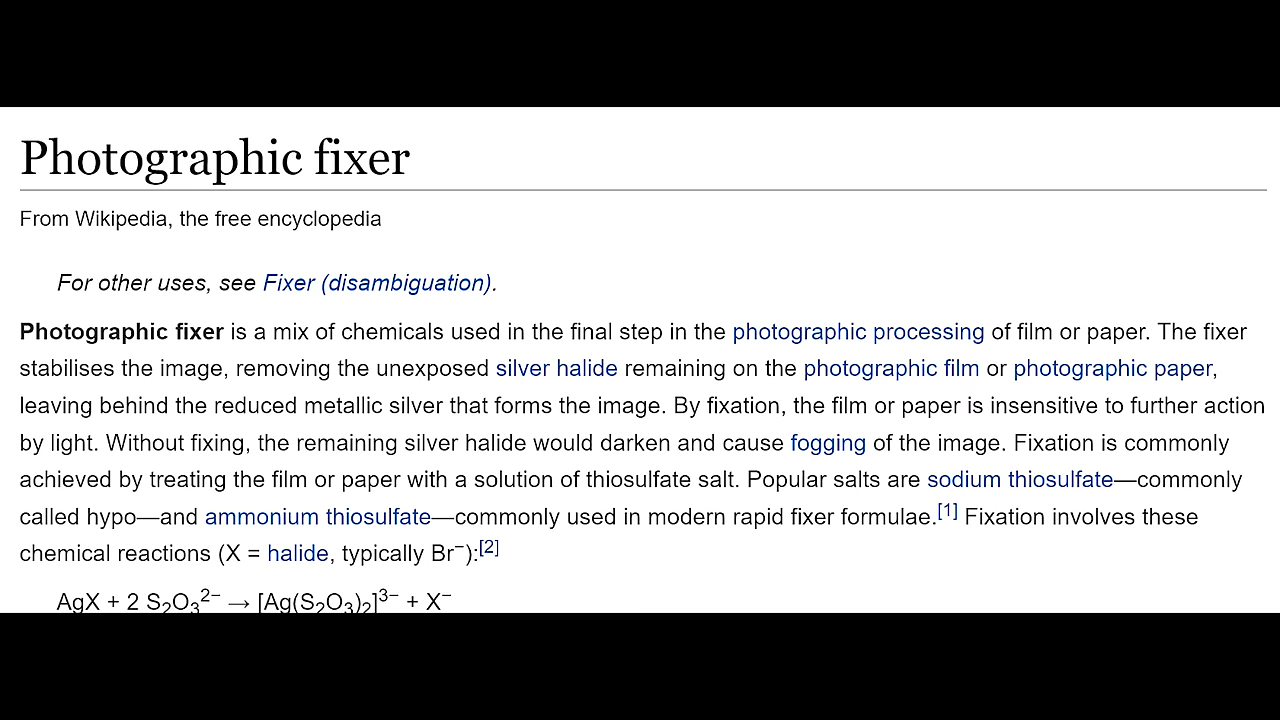 Photographic fixer
From Wikipedia, the free encyclopedia
For other uses, see Fixer (disambiguation).
Photographic fixer is a mix of chemicals used in the final step in the photographic processing of film or paper. The fixer
stabilises the image, removing the unexposed silver halide remaining on the photographic film or photographic paper,
leaving behind the reduced metallic silver that forms the image. By fixation, the film or paper is insensitive to further action
by light. Without fixing, the remaining silver halide would darken and cause fogging of the image. Fixation is commonly
achieved by treating the film or paper with a solution of thiosulfate salt. Popular salts are sodium thiosulfate—commonly
called hypo—and ammonium thiosulfate—commonly used in modern rapid fixer formulae.[1] Fixation involves these
chemical reactions (X = halide, typically Br⁻):[2]
AgX + 2 S₂O₃²⁻ → [Ag(S₂O₃)₂]³⁻ + X⁻